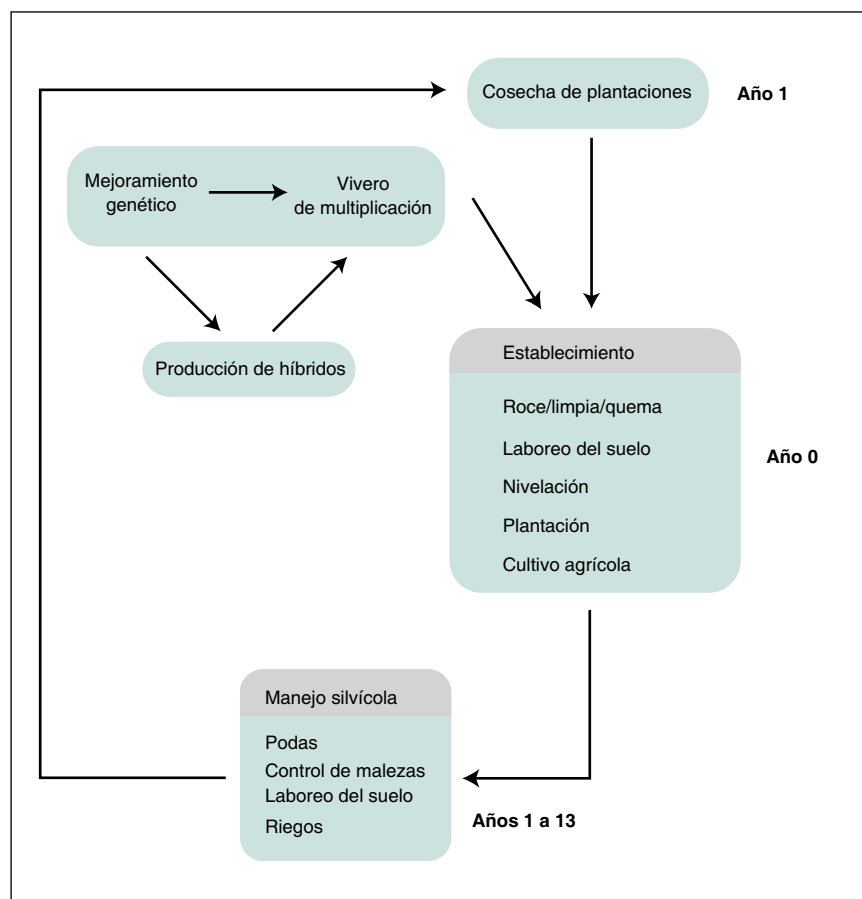 Cosecha de plantaciones
Año 1
Mejoramiento
genético
Vivero
de multiplicación
Producción de híbridos
Establecimiento
Roce/limpia/quema
Laboreo del suelo
Nivelación
Plantación
Cultivo agrícola
Año 0
Manejo silvícola
Podas
Control de malezas
Laboreo del suelo
Riegos
Años 1 a 13